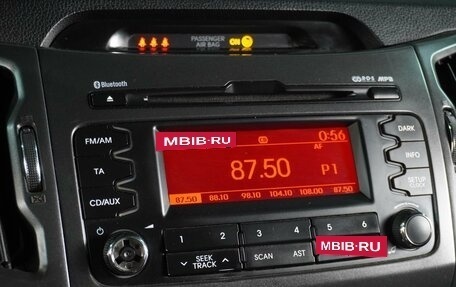 PASSENGER
AIR BAG
ON
Bluetooth
MP3
FM/AM
TA
CD/AUX
MBIB.RU
0:56
AF
87.50
P1
87.50 88.10 98.10 104.10 108.00 87.50
DARK
INFO
SETUP
CLOCK
1 2 3 4 5 6
SEEK
TRACK
SCAN
AST
MBIB.RU